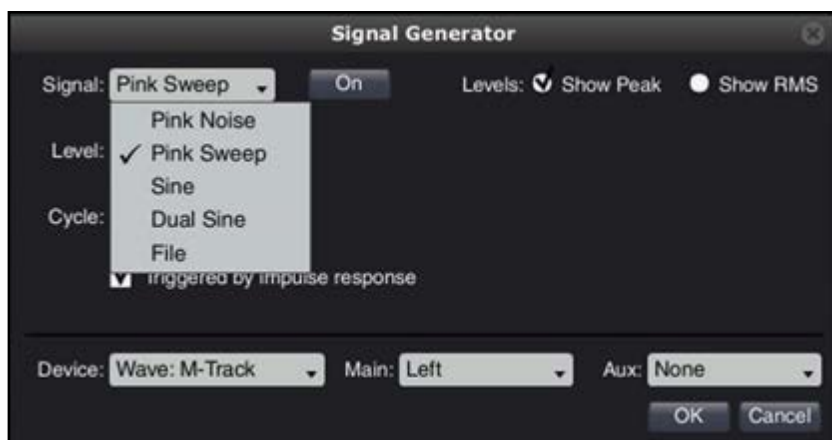 Signal Generator
Signal: Pink Sweep On Levels: Show Peak Show RMS
Pink Noise
Level: Pink Sweep
Sine
Cycle: Dual Sine
File
Triggered by impulse response
Device: Wave: M-Track Main: Left Aux: None
OK Cancel